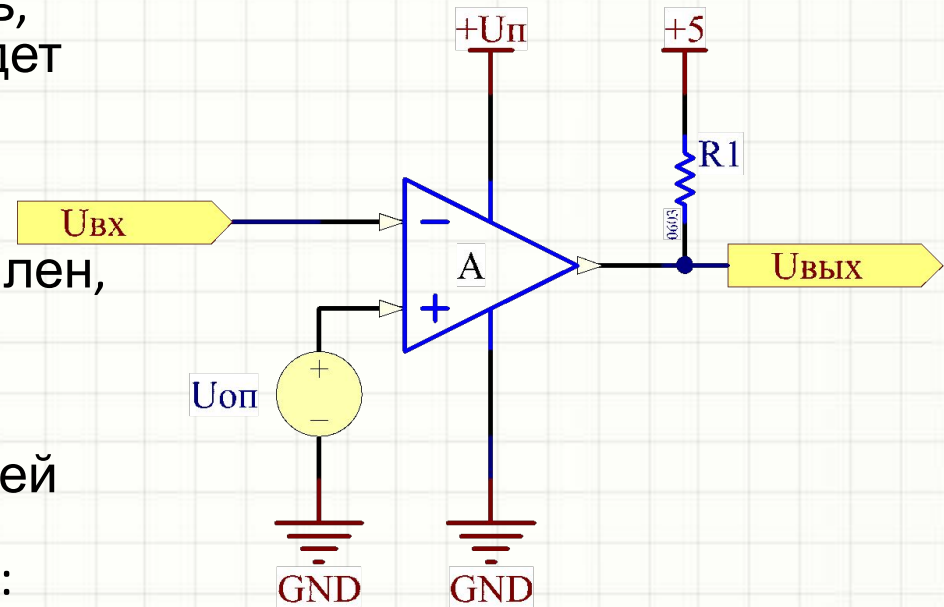 ь,
дет
+Uп
+5
R1
0603
Uвх
−
A
Uвых
лен,
+
+
Uоп
−
ей
:
GND
GND